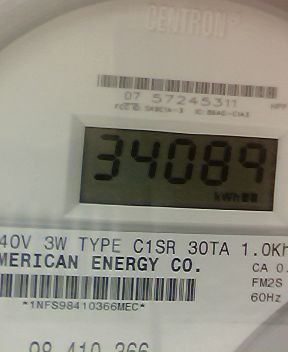 CENTRON®
07 57245311
34089
kWh
40V 3W TYPE C1SR 30TA 1.0Kh
MERICAN ENERGY CO.
CA 0.
FM2S
60Hz
*1NFS98410366MEC*
98 410 366